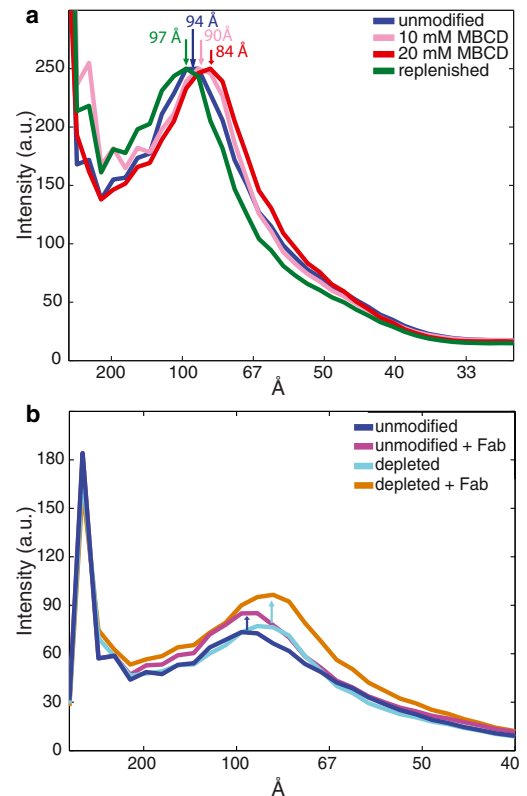 a
97 Å
94 Å
90Å
84 Å
unmodified
10 mM MBCD
20 mM MBCD
replenished
Intensity (a.u.)
250
200
150
100
50
0
200
100
67
50
40
33
Å
b
unmodified
unmodified + Fab
depleted
depleted + Fab
Intensity (a.u.)
180
150
120
90
60
30
0
200
100
67
50
40
Å